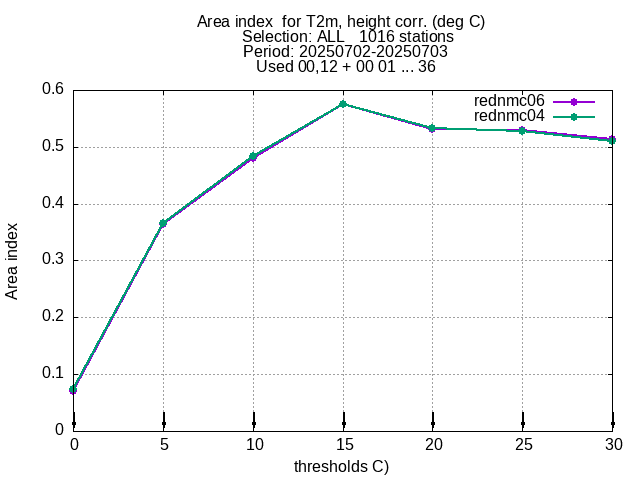 Area index  for T2m, height corr. (deg C)
Selection: ALL   1016 stations
Period: 20250702-20250703
Used 00,12 + 00 01 ... 36
rednmc06
rednmc04
0.6
0.5
0.4
0.3
0.2
0.1
0
Area index
0 5 10 15 20 25 30
thresholds C)